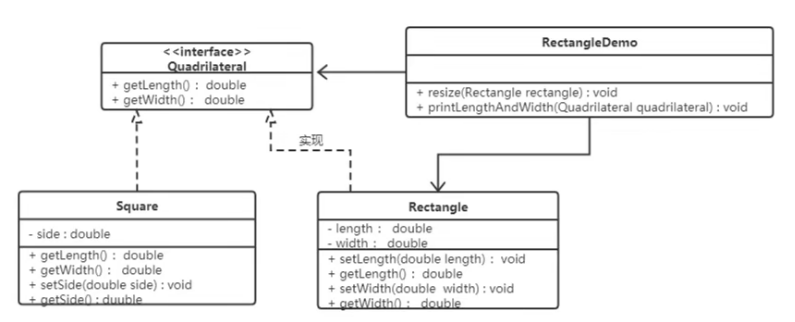 <<interface>>
Quadrilateral
+ getLength() : double
+ getWidth() : double
RectangleDemo
+ resize(Rectangle rectangle) : void
+ printLengthAndWidth(Quadrilateral quadrilateral) : void
实现
Square
- side : double
+ getLength() : double
+ getWidth() : double
+ setSide(double side) : void
+ getSide() : duuble
Rectangle
- length : double
- width : double
+ setLength(double length) : void
+ getLength() : double
+ setWidth(double width) : void
+ getWidth() : double